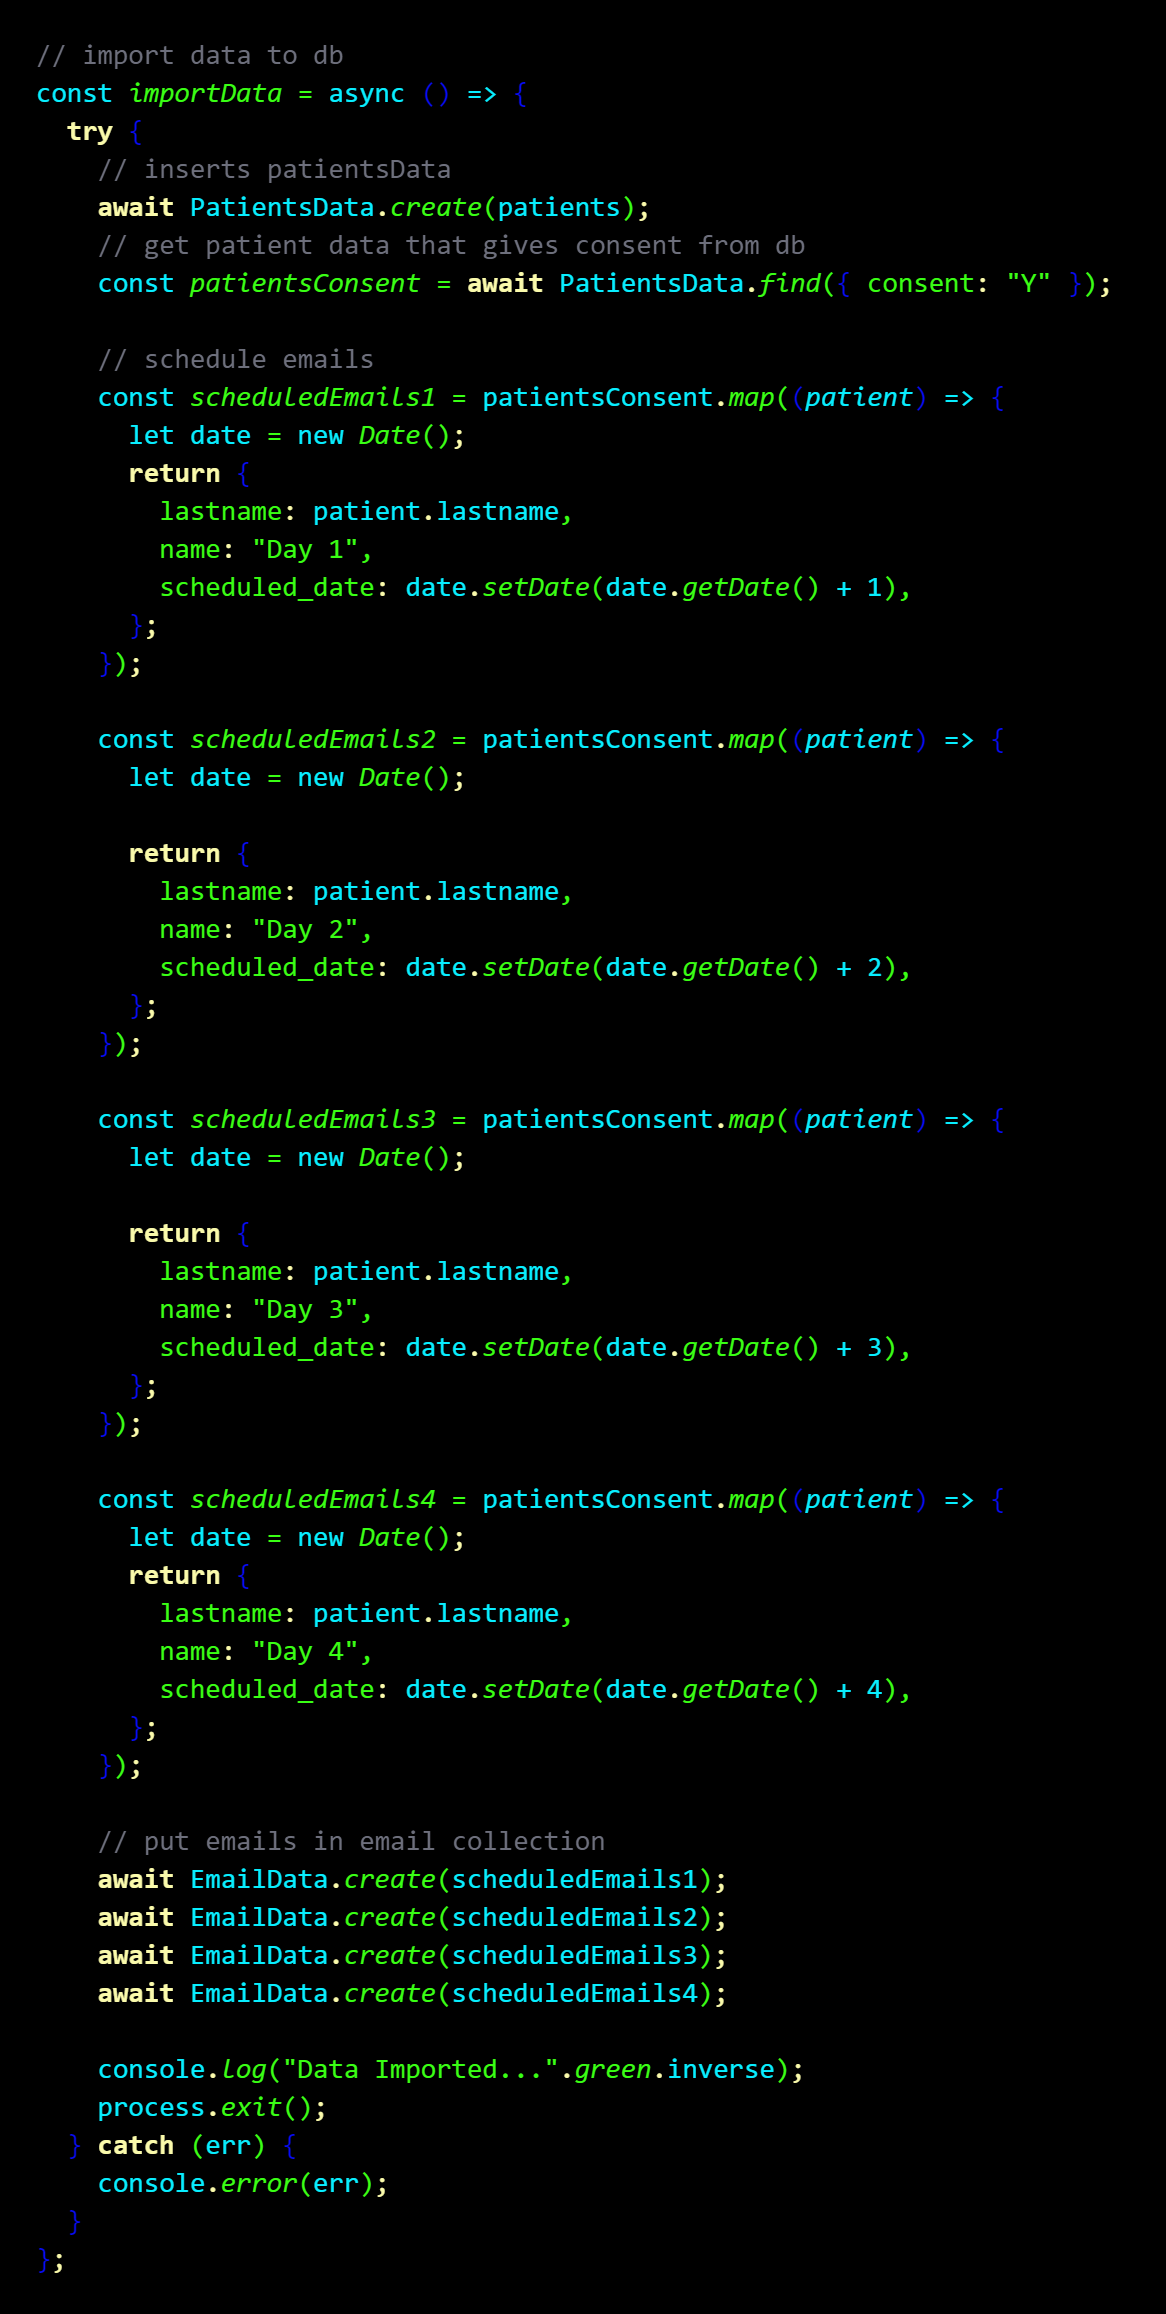 // import data to db
const importData = async () => {
  try {
    // inserts patientsData
    await PatientsData.create(patients);
    // get patient data that gives consent from db
    const patientsConsent = await PatientsData.find({ consent: "Y" });

    // schedule emails
    const scheduledEmails1 = patientsConsent.map((patient) => {
      let date = new Date();
      return {
        lastname: patient.lastname,
        name: "Day 1",
        scheduled_date: date.setDate(date.getDate() + 1),
      };
    });

    const scheduledEmails2 = patientsConsent.map((patient) => {
      let date = new Date();

      return {
        lastname: patient.lastname,
        name: "Day 2",
        scheduled_date: date.setDate(date.getDate() + 2),
      };
    });

    const scheduledEmails3 = patientsConsent.map((patient) => {
      let date = new Date();

      return {
        lastname: patient.lastname,
        name: "Day 3",
        scheduled_date: date.setDate(date.getDate() + 3),
      };
    });

    const scheduledEmails4 = patientsConsent.map((patient) => {
      let date = new Date();
      return {
        lastname: patient.lastname,
        name: "Day 4",
        scheduled_date: date.setDate(date.getDate() + 4),
      };
    });

    // put emails in email collection
    await EmailData.create(scheduledEmails1);
    await EmailData.create(scheduledEmails2);
    await EmailData.create(scheduledEmails3);
    await EmailData.create(scheduledEmails4);

    console.log("Data Imported...".green.inverse);
    process.exit();
  } catch (err) {
    console.error(err);
  }
};